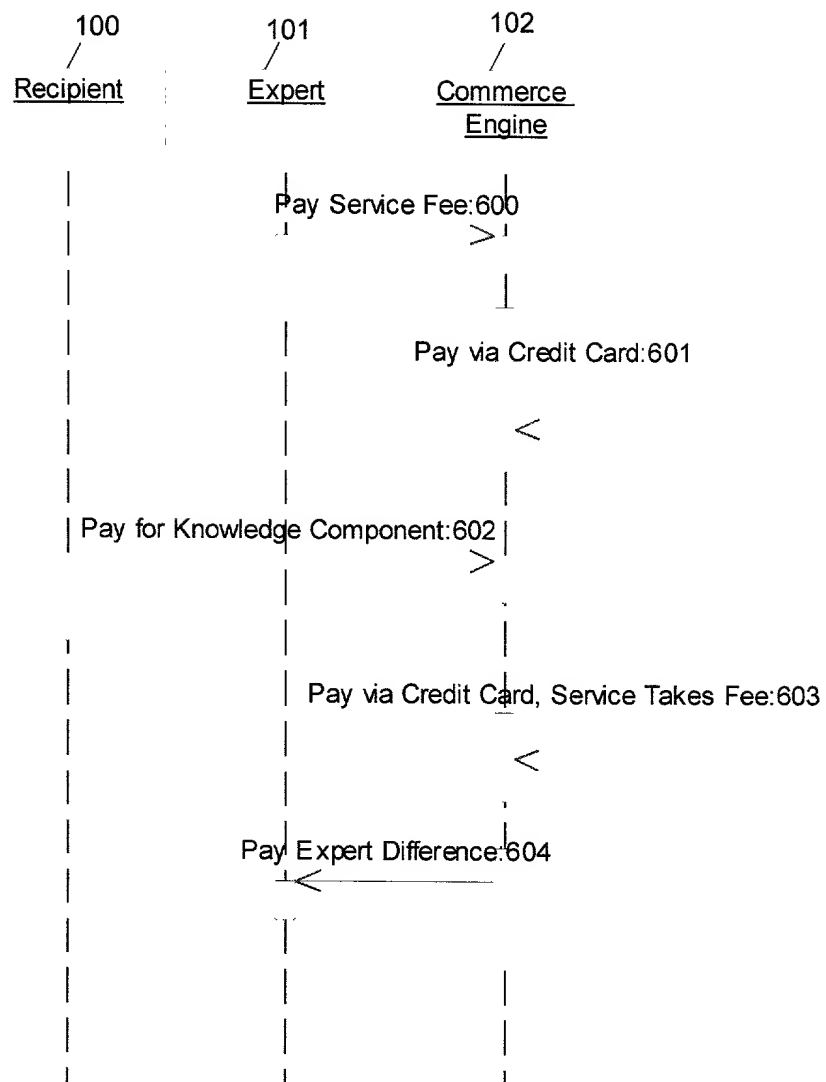 100
101
102
Recipient
Expert
Commerce
Engine
Pay Service Fee:600
Pay via Credit Card:601
Pay for Knowledge Component:602
Pay via Credit Card, Service Takes Fee:603
Pay Expert Difference:604